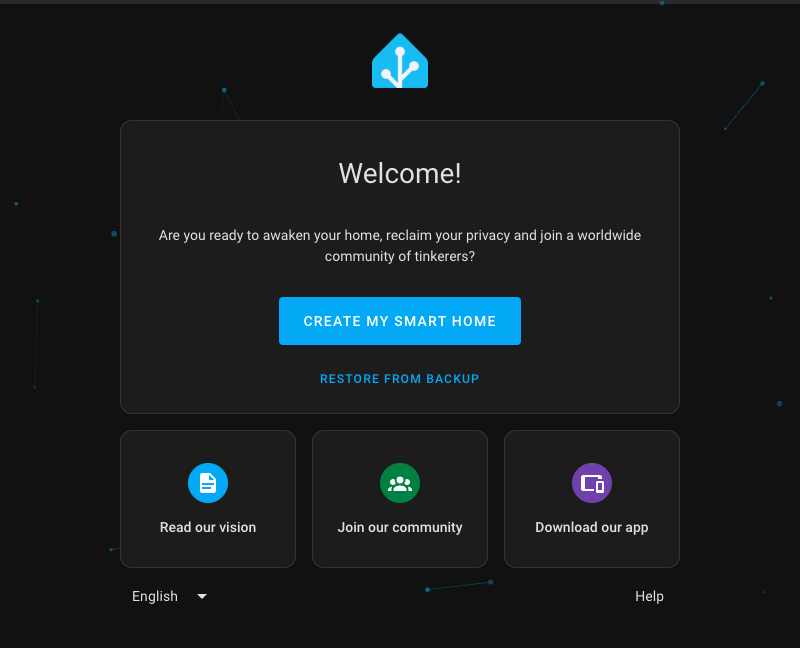 Welcome!
Are you ready to awaken your home, reclaim your privacy and join a worldwide
community of tinkerers?
CREATE MY SMART HOME
RESTORE FROM BACKUP
Read our vision
Join our community
Download our app
English
Help